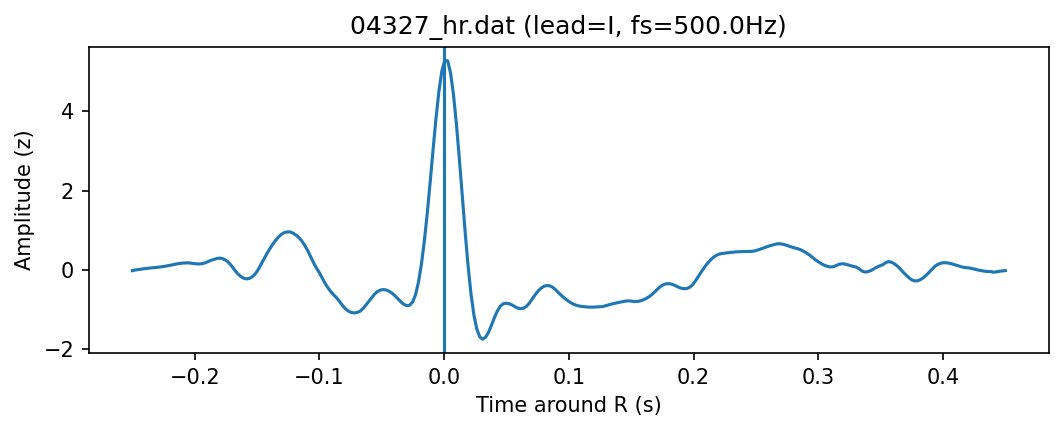 04327_hr.dat (lead=I, fs=500.0Hz)
Amplitude (z)
4
2
0
−2
−0.2 −0.1 0.0 0.1 0.2 0.3 0.4
Time around R (s)